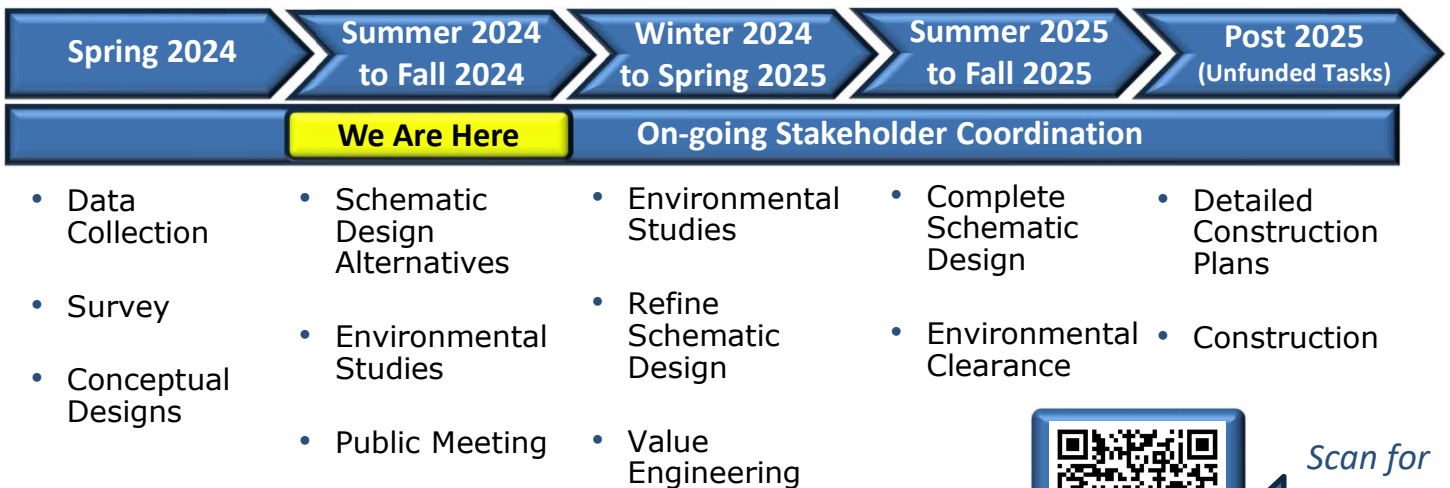 Spring 2024
Summer 2024
to Fall 2024
Winter 2024
to Spring 2025
Summer 2025
to Fall 2025
Post 2025
(Unfunded Tasks)
We Are Here
On-going Stakeholder Coordination
• Data
Collection
• Survey
• Conceptual
Designs
• Schematic
Design
Alternatives
• Environmental
Studies
• Public Meeting
• Environmental
Studies
• Refine
Schematic
Design
• Value
Engineering
• Complete
Schematic
Design
• Environmental
Clearance
• Detailed
Construction
Plans
• Construction
Scan for